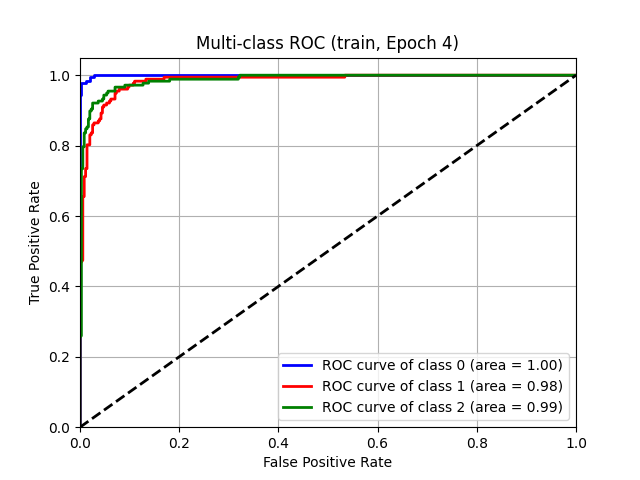 Multi-class ROC (train, Epoch 4)
1.0
0.8
0.6
0.4
0.2
0.0
True Positive Rate
ROC curve of class 0 (area = 1.00)
ROC curve of class 1 (area = 0.98)
ROC curve of class 2 (area = 0.99)
0.0 0.2 0.4 0.6 0.8 1.0
False Positive Rate